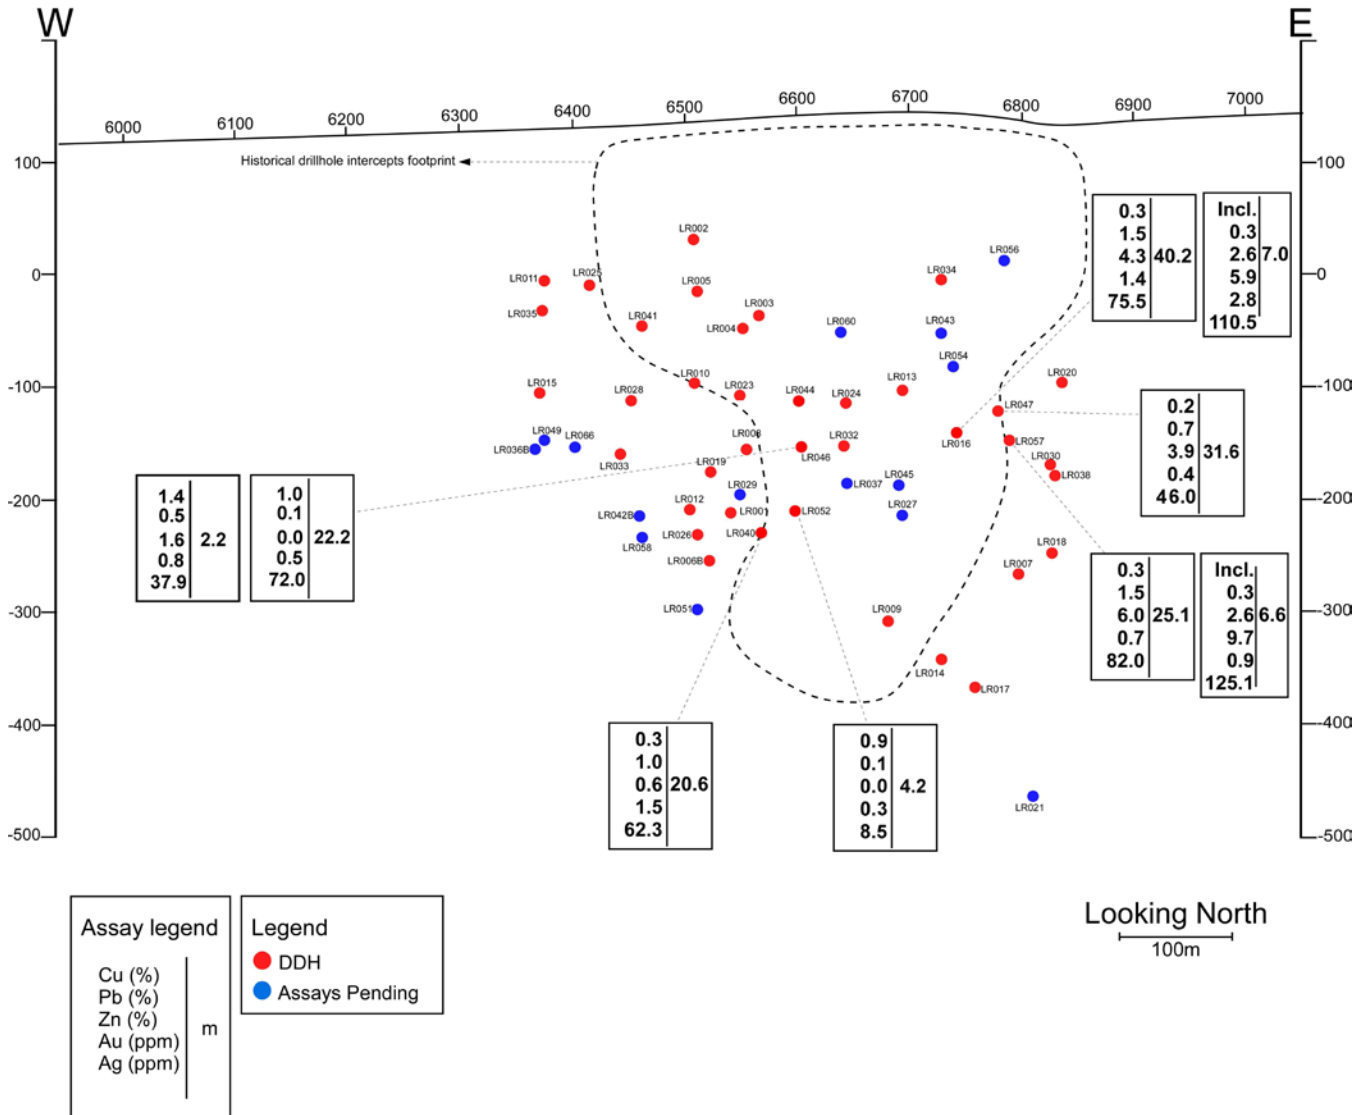 W
E
6000
6100
6200
6300
6400
6500
6600
6700
6800
6900
7000
100
0
-100
-200
-300
-400
-500
100
0
-100
-200
-300
-400
-500
Historical drillhole intercepts footprint
LR002
LR056
LR011
LR025
LR034
LR005
LR035
LR003
LR041
LR004
LR060
LR043
LR054
LR020
LR015
LR028
LR010
LR023
LR044
LR024
LR013
LR047
LR049
LR066
LR036B
LR033
LR008
LR032
LR046
LR016
LR057
LR030
LR038
LR019
LR029
LR037
LR045
LR027
LR012
LR001
LR052
LR042B
LR058
LR026
LR040
LR006B
LR018
LR007
LR051
LR009
LR014
LR017
LR021
0.3
1.5
4.3
1.4
75.5
40.2
Incl.
0.3
2.6
5.9
2.8
110.5
7.0
0.2
0.7
3.9
0.4
46.0
31.6
1.4
0.5
1.6
0.8
37.9
2.2
1.0
0.1
0.0
0.5
72.0
22.2
0.3
1.5
6.0
0.7
82.0
25.1
Incl.
0.3
2.6
9.7
0.9
125.1
6.6
0.3
1.0
0.6
1.5
62.3
20.6
0.9
0.1
0.0
0.3
8.5
4.2
Assay legend
Cu (%)
Pb (%)
Zn (%)
Au (ppm)
Ag (ppm)
m
Legend
DDH
Assays Pending
Looking North
100m